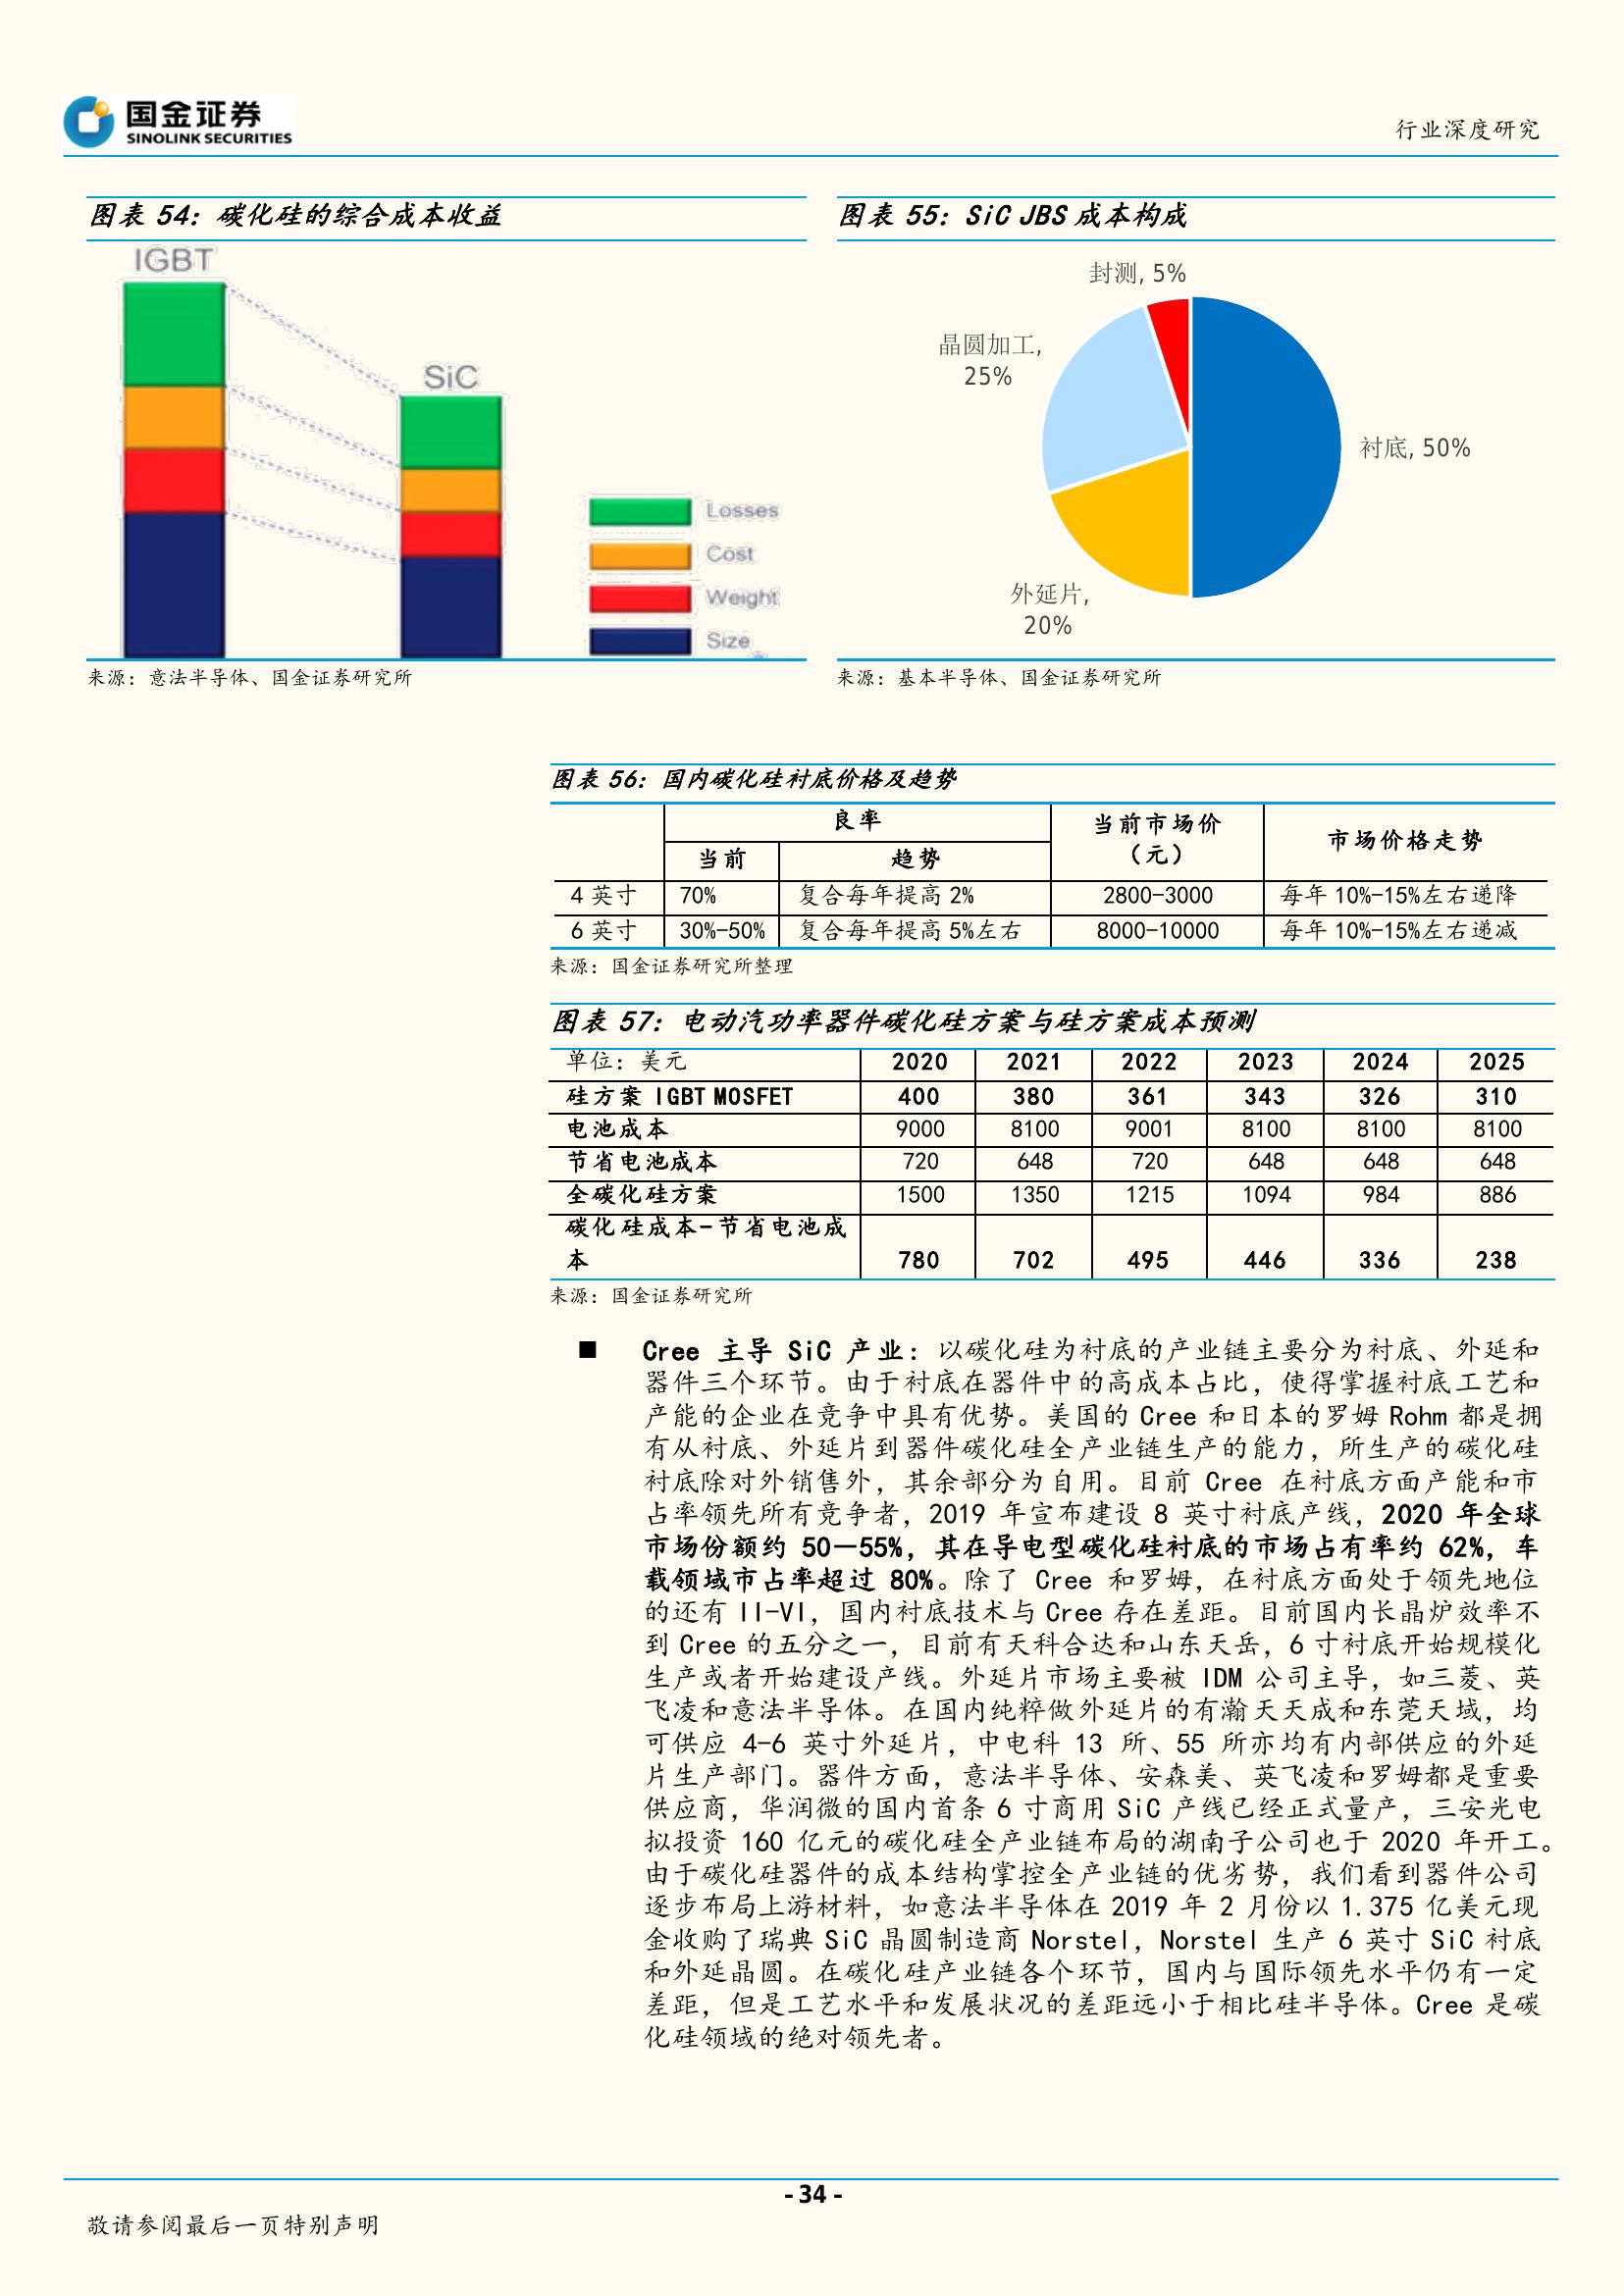 国金证券
SINOLINK SECURITIES
行业深度研究
图表 54：碳化硅的综合成本收益
IGBT
SiC
Losses
Cost
Weight
Size
来源：意法半导体、国金证券研究所
图表 55：SiC JBS 成本构成
封测, 5%
晶圆加工,
25%
衬底, 50%
外延片,
20%
来源：基本半导体、国金证券研究所
图表 56：国内碳化硅衬底价格及趋势
良率 当前市场价 市场价格走势
当前 趋势 （元）
4 英寸 70% 复合每年提高 2% 2800-3000 每年 10%-15%左右递降
6 英寸 30%-50% 复合每年提高 5%左右 8000-10000 每年 10%-15%左右递减
来源：国金证券研究所整理
图表 57：电动汽功率器件碳化硅方案与硅方案成本预测
单位：美元 2020 2021 2022 2023 2024 2025
硅方案 IGBT MOSFET 400 380 361 343 326 310
电池成本 9000 8100 9001 8100 8100 8100
节省电池成本 720 648 720 648 648 648
全碳化硅方案 1500 1350 1215 1094 984 886
碳化硅成本-节省电池成
本 780 702 495 446 336 238
来源：国金证券研究所
■ Cree 主导 SiC 产业：以碳化硅为衬底的产业链主要分为衬底、外延和
器件三个环节。由于衬底在器件中的高成本占比，使得掌握衬底工艺和
产能的企业在竞争中具有优势。美国的 Cree 和日本的罗姆 Rohm 都是拥
有从衬底、外延片到器件碳化硅全产业链生产的能力，所生产的碳化硅
衬底除对外销售外，其余部分为自用。目前 Cree 在衬底方面产能和市
占率领先所有竞争者，2019 年宣布建设 8 英寸衬底产线，2020 年全球
市场份额约 50—55%，其在导电型碳化硅衬底的市场占有率约 62%，车
载领域市占率超过 80%。除了 Cree 和罗姆，在衬底方面处于领先地位
的还有 II-VI，国内衬底技术与 Cree 存在差距。目前国内长晶炉效率不
到 Cree 的五分之一，目前有天科合达和山东天岳，6 寸衬底开始规模化
生产或者开始建设产线。外延片市场主要被 IDM 公司主导，如三菱、英
飞凌和意法半导体。在国内纯粹做外延片的有瀚天天成和东莞天域，均
可供应 4-6 英寸外延片，中电科 13 所、55 所亦均有内部供应的外延
片生产部门。器件方面，意法半导体、安森美、英飞凌和罗姆都是重要
供应商，华润微的国内首条 6 寸商用 SiC 产线已经正式量产，三安光电
拟投资 160 亿元的碳化硅全产业链布局的湖南子公司也于 2020 年开工。
由于碳化硅器件的成本结构掌控全产业链的优劣势，我们看到器件公司
逐步布局上游材料，如意法半导体在 2019 年 2 月份以 1.375 亿美元现
金收购了瑞典 SiC 晶圆制造商 Norstel，Norstel 生产 6 英寸 SiC 衬底
和外延晶圆。在碳化硅产业链各个环节，国内与国际领先水平仍有一定
差距，但是工艺水平和发展状况的差距远小于相比硅半导体。Cree 是碳
化硅领域的绝对领先者。
- 34 -
敬请参阅最后一页特别声明